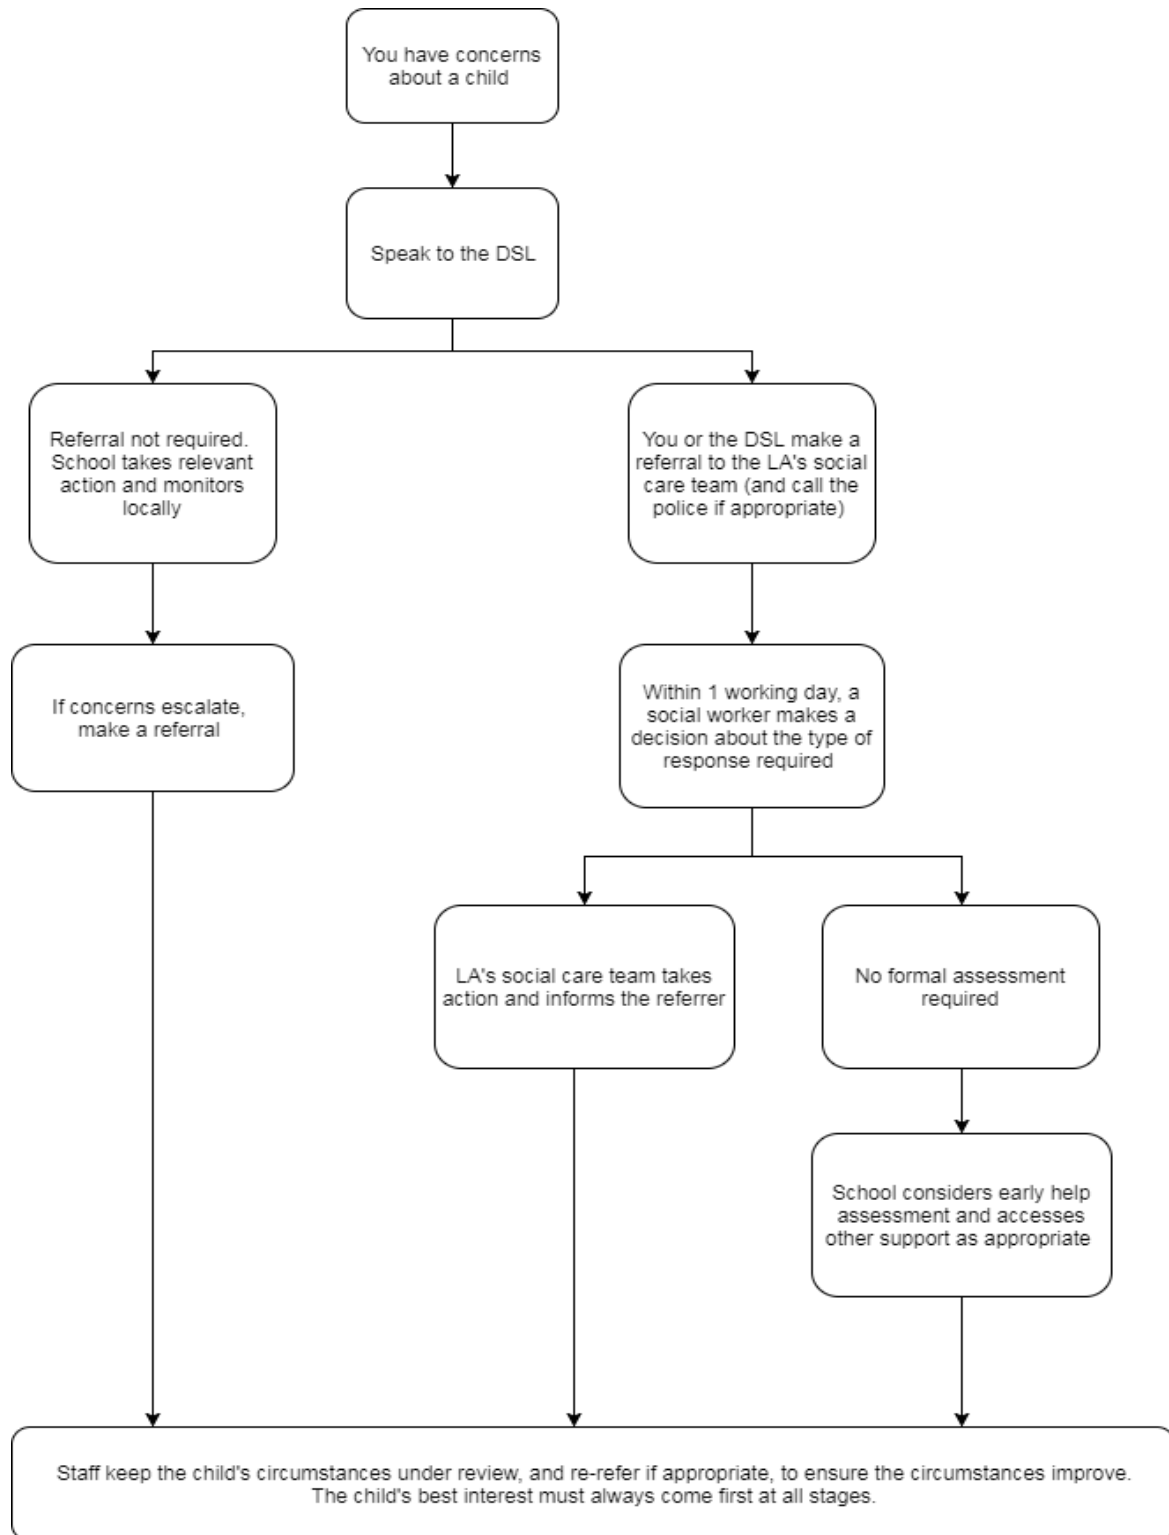 You have concerns
about a child
Speak to the DSL
Referral not required.
School takes relevant
action and monitors
locally
You or the DSL make a
referral to the LA's social
care team (and call the
police if appropriate)
If concerns escalate,
make a referral
Within 1 working day, a
social worker makes a
decision about the type of
response required
LA's social care team takes
action and informs the referrer
No formal assessment
required
School considers early help
assessment and accesses
other support as appropriate
Staff keep the child's circumstances under review, and re-refer if appropriate, to ensure the circumstances improve.
The child's best interest must always come first at all stages.